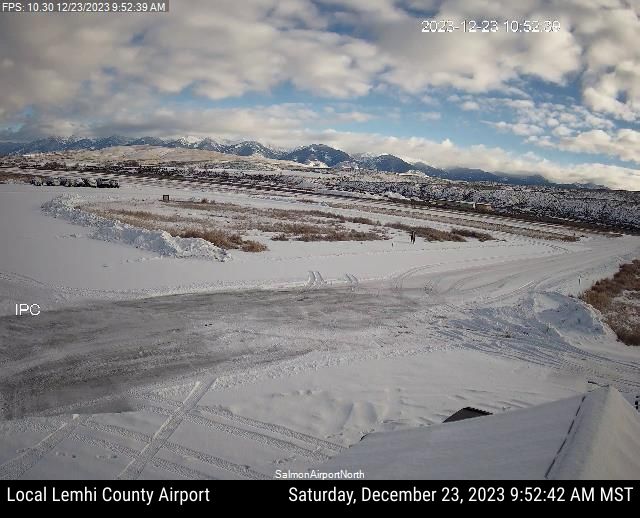 FPS: 10.30 12/23/2023 9:52:39 AM
2023-12-23 10:52:39
IPC
SalmonAirportNorth
Local Lemhi County Airport Saturday, December 23, 2023 9:52:42 AM MST